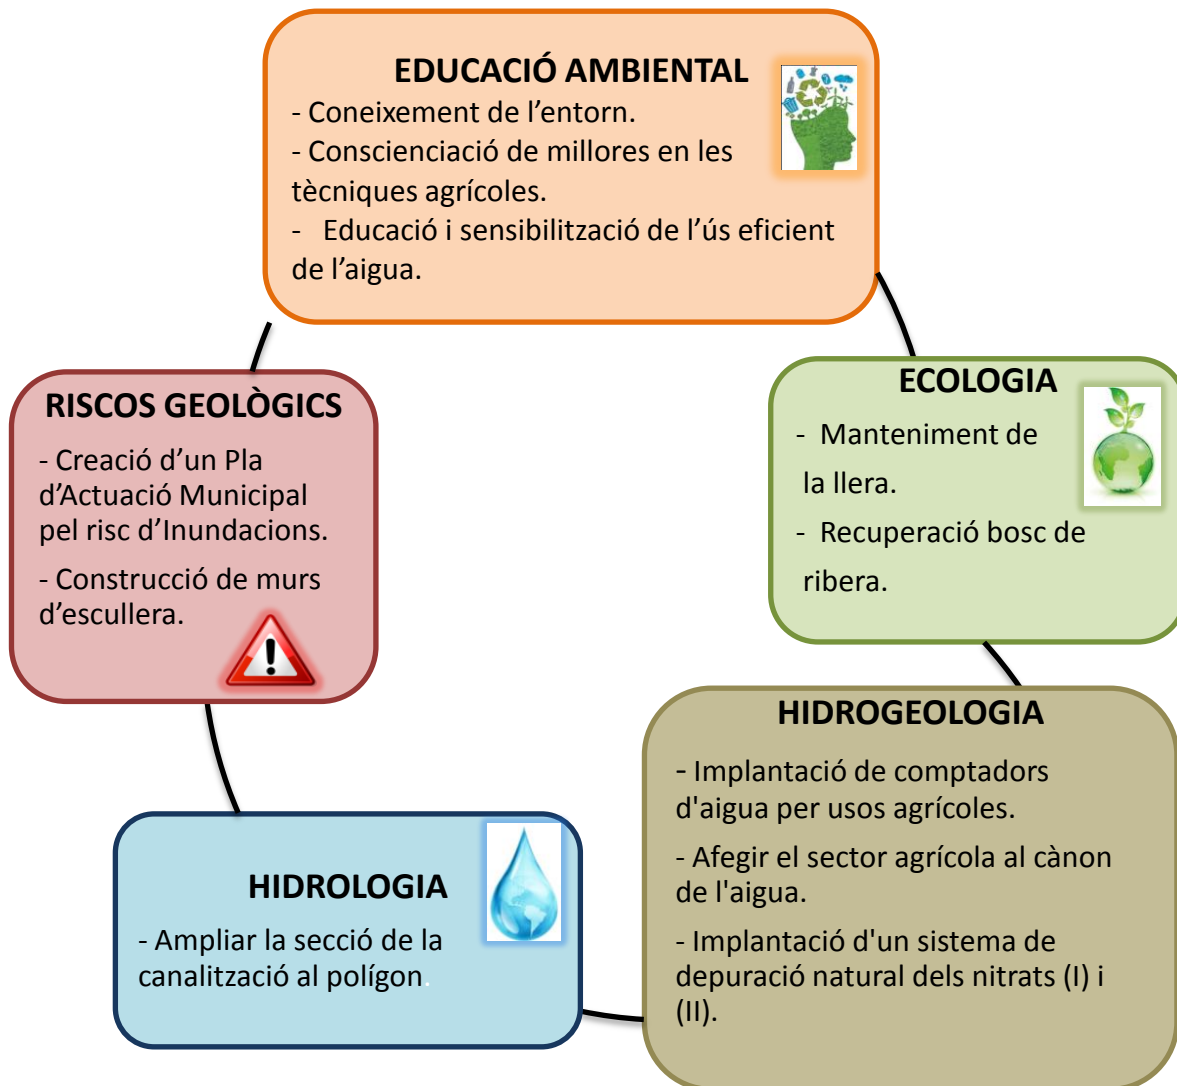 EDUCACIÓ AMBIENTAL
- Coneixement de l’entorn.
- Conscienciació de millores en les
tècniques agrícoles.
- Educació i sensibilització de l’ús eficient
de l’aigua.
RISCOS GEOLÒGICS
- Creació d’un Pla
d’Actuació Municipal
pel risc d’Inundacions.
- Construcció de murs
d’escullera.
ECOLOGIA
- Manteniment de
la llera.
- Recuperació bosc de
ribera.
HIDROGEOLOGIA
- Implantació de comptadors
d'aigua per usos agrícoles.
- Afegir el sector agrícola al cànon
de l'aigua.
- Implantació d'un sistema de
depuració natural dels nitrats (I) i
(II).
HIDROLOGIA
- Ampliar la secció de la
canalització al polígon.